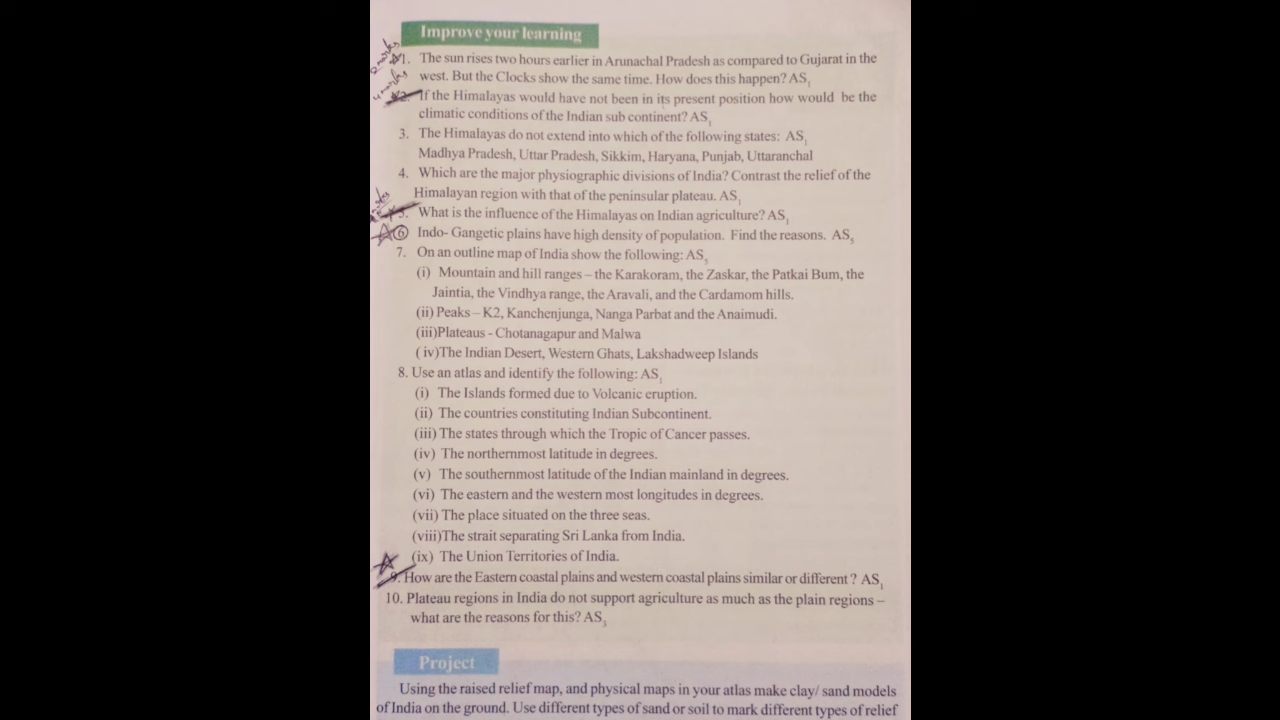 Improve your learning
2 marks
1. The sun rises two hours earlier in Arunachal Pradesh as compared to Gujarat in the
4 marks
west. But the Clocks show the same time. How does this happen? AS1
2. If the Himalayas would have not been in its present position how would be the
climatic conditions of the Indian sub continent? AS1
3. The Himalayas do not extend into which of the following states: AS1
Madhya Pradesh, Uttar Pradesh, Sikkim, Haryana, Punjab, Uttaranchal
4. Which are the major physiographic divisions of India? Contrast the relief of the
Himalayan region with that of the peninsular plateau. AS1
5. What is the influence of the Himalayas on Indian agriculture? AS1
6 Indo- Gangetic plains have high density of population. Find the reasons. AS5
7. On an outline map of India show the following: AS5
(i) Mountain and hill ranges – the Karakoram, the Zaskar, the Patkai Bum, the
Jaintia, the Vindhya range, the Aravali, and the Cardamom hills.
(ii) Peaks – K2, Kanchenjunga, Nanga Parbat and the Anaimudi.
(iii)Plateaus - Chotanagapur and Malwa
( iv)The Indian Desert, Western Ghats, Lakshadweep Islands
8. Use an atlas and identify the following: AS1
(i) The Islands formed due to Volcanic eruption.
(ii) The countries constituting Indian Subcontinent.
(iii) The states through which the Tropic of Cancer passes.
(iv) The northernmost latitude in degrees.
(v) The southernmost latitude of the Indian mainland in degrees.
(vi) The eastern and the western most longitudes in degrees.
(vii) The place situated on the three seas.
(viii)The strait separating Sri Lanka from India.
(ix) The Union Territories of India.
9. How are the Eastern coastal plains and western coastal plains similar or different ? AS1
10. Plateau regions in India do not support agriculture as much as the plain regions –
what are the reasons for this? AS3
Project
Using the raised relief map, and physical maps in your atlas make clay/ sand models
of India on the ground. Use different types of sand or soil to mark different types of relief